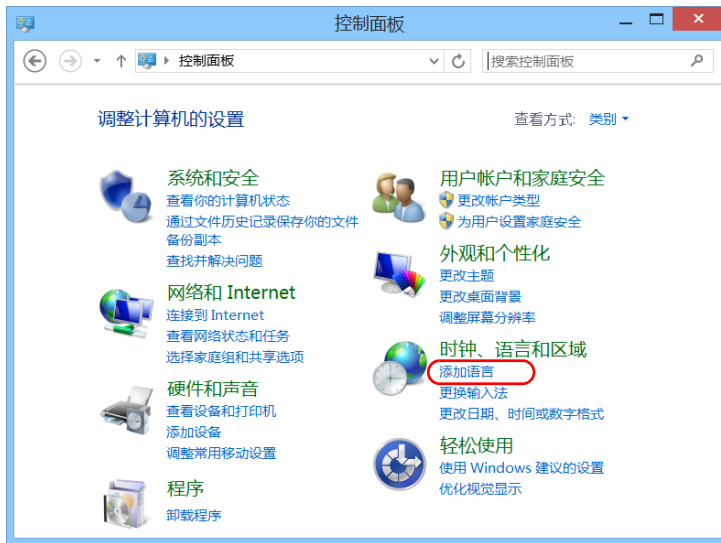 控制面板
控制面板
搜索控制面板
调整计算机的设置
查看方式: 类别
系统和安全
查看你的计算机状态
通过文件历史记录保存你的文件
备份副本
查找并解决问题
网络和 Internet
连接到 Internet
查看网络状态和任务
选择家庭组和共享选项
硬件和声音
查看设备和打印机
添加设备
调整常用移动设置
程序
卸载程序
用户帐户和家庭安全
更改帐户类型
为用户设置家庭安全
外观和个性化
更改主题
更改桌面背景
调整屏幕分辨率
时钟、语言和区域
添加语言
更换输入法
更改日期、时间或数字格式
轻松使用
使用 Windows 建议的设置
优化视觉显示